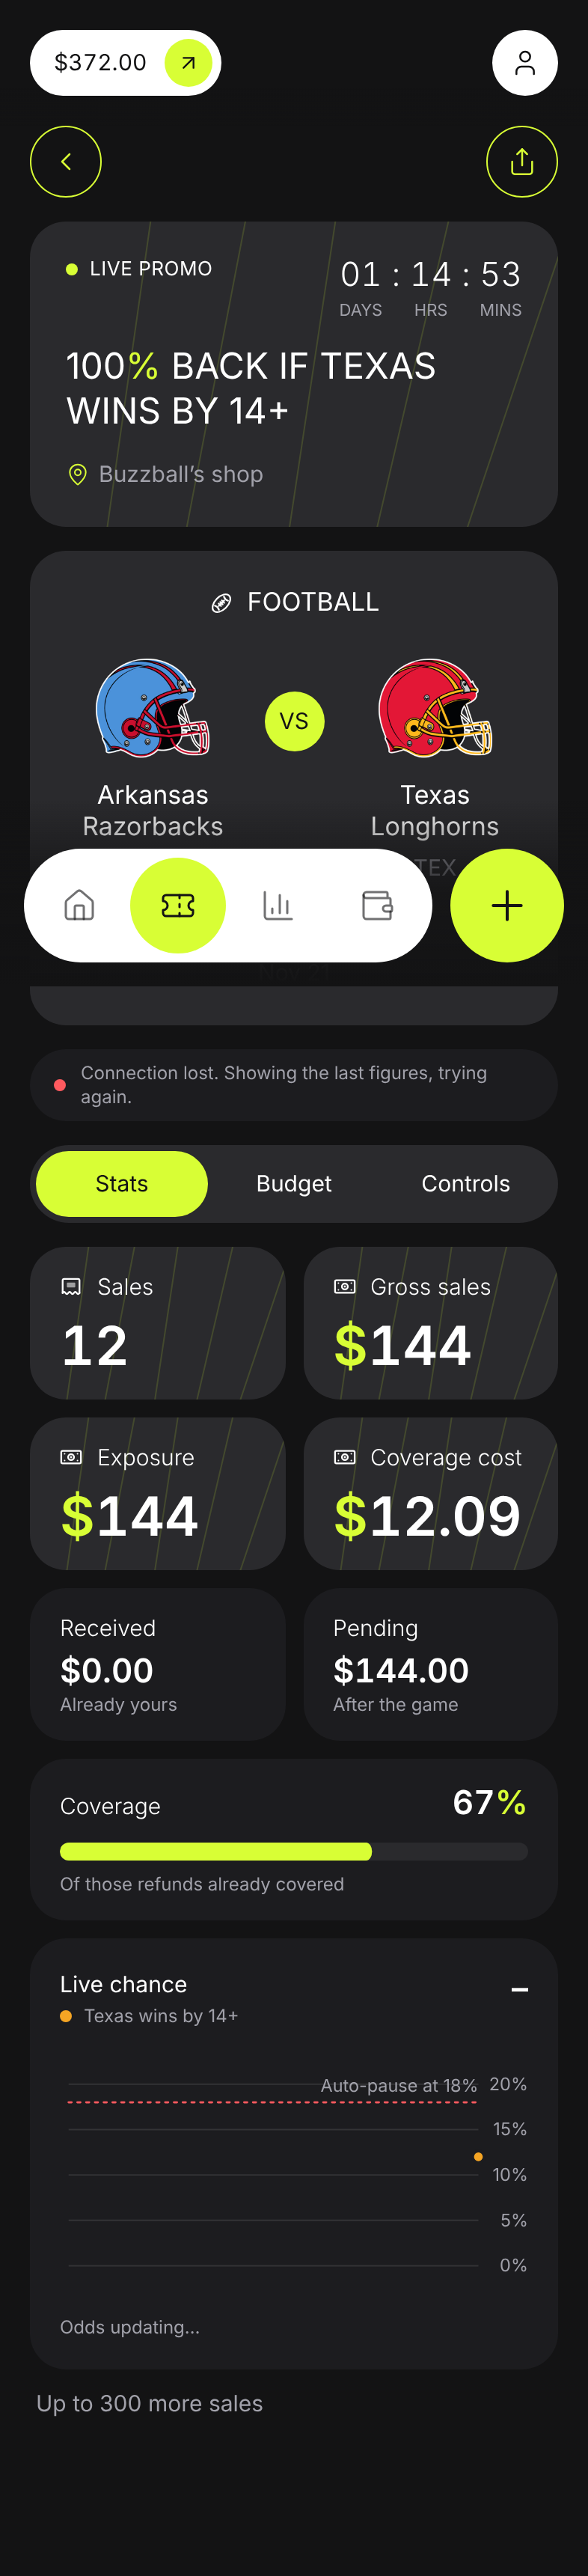 $372.00
LIVE PROMO
01 : 14 : 53
DAYS HRS MINS
100% BACK IF TEXAS
WINS BY 14+
Buzzball’s shop
FOOTBALL
VS
Arkansas
Razorbacks
Texas
Longhorns
TEX
Nov 21
Connection lost. Showing the last figures, trying
again.
Stats Budget Controls
Sales
12
Gross sales
$144
Exposure
$144
Coverage cost
$12.09
Received
$0.00
Already yours
Pending
$144.00
After the game
Coverage
67%
Of those refunds already covered
Live chance
–
Texas wins by 14+
Auto-pause at 18%
20%
15%
10%
5%
0%
Odds updating...
Up to 300 more sales